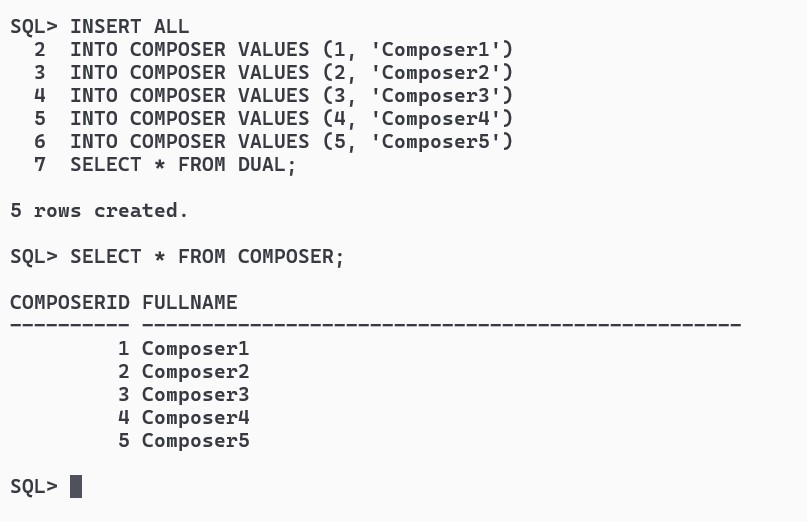 SQL> INSERT ALL
  2  INTO COMPOSER VALUES (1, 'Composer1')
  3  INTO COMPOSER VALUES (2, 'Composer2')
  4  INTO COMPOSER VALUES (3, 'Composer3')
  5  INTO COMPOSER VALUES (4, 'Composer4')
  6  INTO COMPOSER VALUES (5, 'Composer5')
  7  SELECT * FROM DUAL;

5 rows created.

SQL> SELECT * FROM COMPOSER;

COMPOSERID FULLNAME
---------- --------------------------------------------------
         1 Composer1
         2 Composer2
         3 Composer3
         4 Composer4
         5 Composer5

SQL>